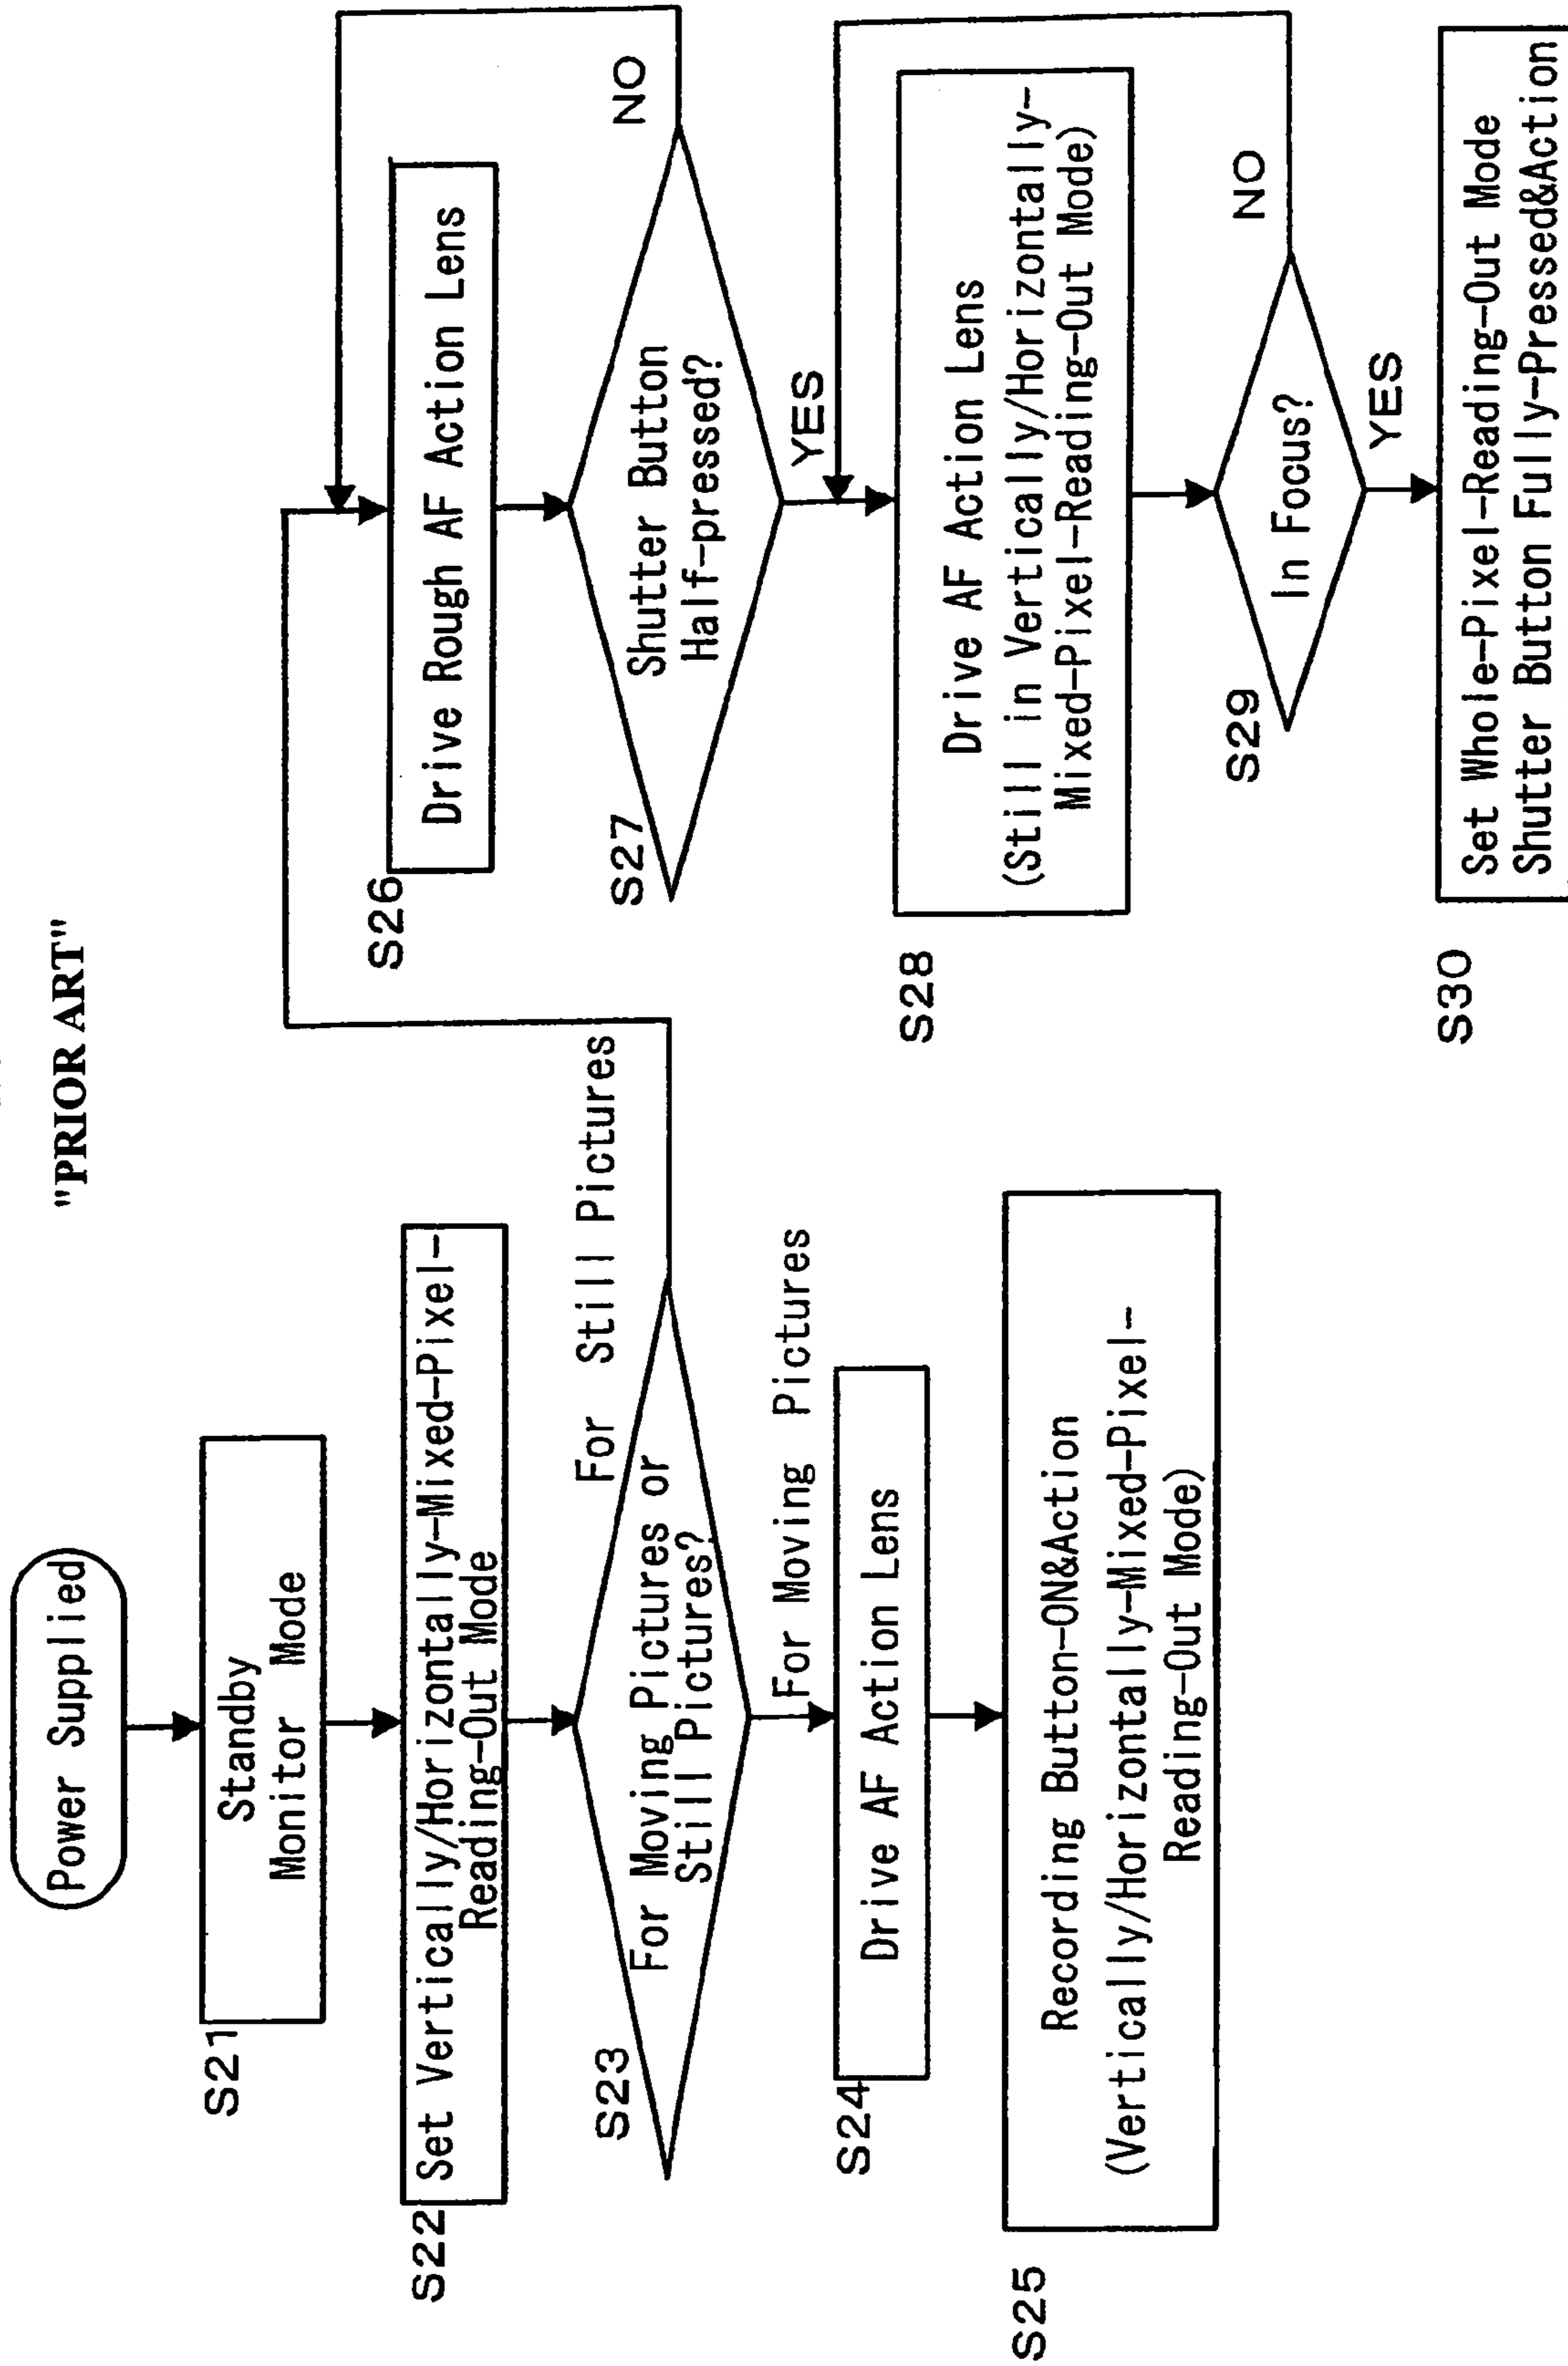 "PRIOR ART"
Power Supplied
S21
Standby
Monitor Mode
S22
Set Vertically/Horizontally-Mixed-Pixel-
Reading-Out Mode
S23
For Moving Pictures or
Still Pictures?
For Still Pictures
For Moving Pictures
S24
Drive AF Action Lens
S25
Recording Button-ON&Action
(Vertically/Horizontally-Mixed-Pixel-
Reading-Out Mode)
S26
Drive Rough AF Action Lens
S27
Shutter Button
Half-pressed?
NO
YES
S28
Drive AF Action Lens
(Still in Vertically/Horizontally-
Mixed-Pixel-Reading-Out Mode)
S29
In Focus?
NO
YES
S30
Set Whole-Pixel-Reading-Out Mode
Shutter Button Fully-Pressed&Action